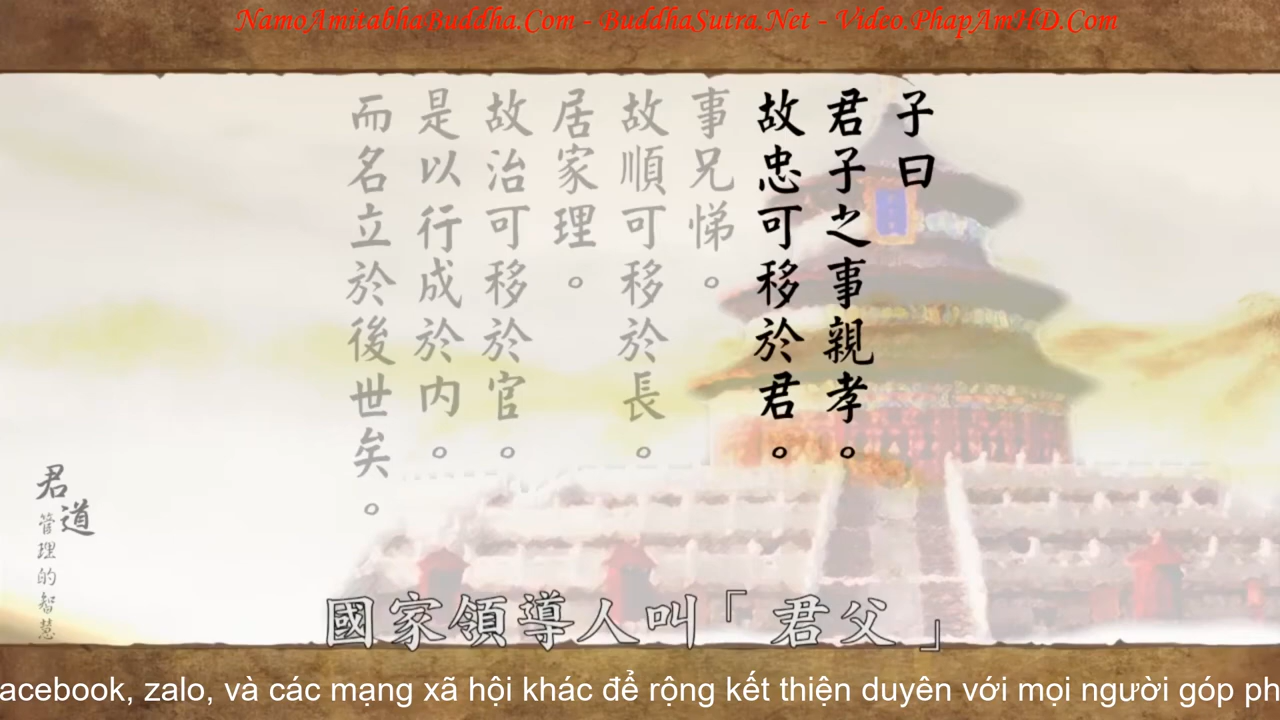 NamoAmitabhaBuddha.Com - BuddhaSutra.Net - Video.PhapAmHD.Com
子曰
君子之事親孝。
故忠可移於君。
事兄悌。
故順可移於長。
居家理。
故治可移於官。
是以行成於内。
而名立於後世矣。
君道
管理的智慧
國家領導人叫「君父」
acebook, zalo, và các mạng xã hội khác để rộng kết thiện duyên với mọi người góp ph